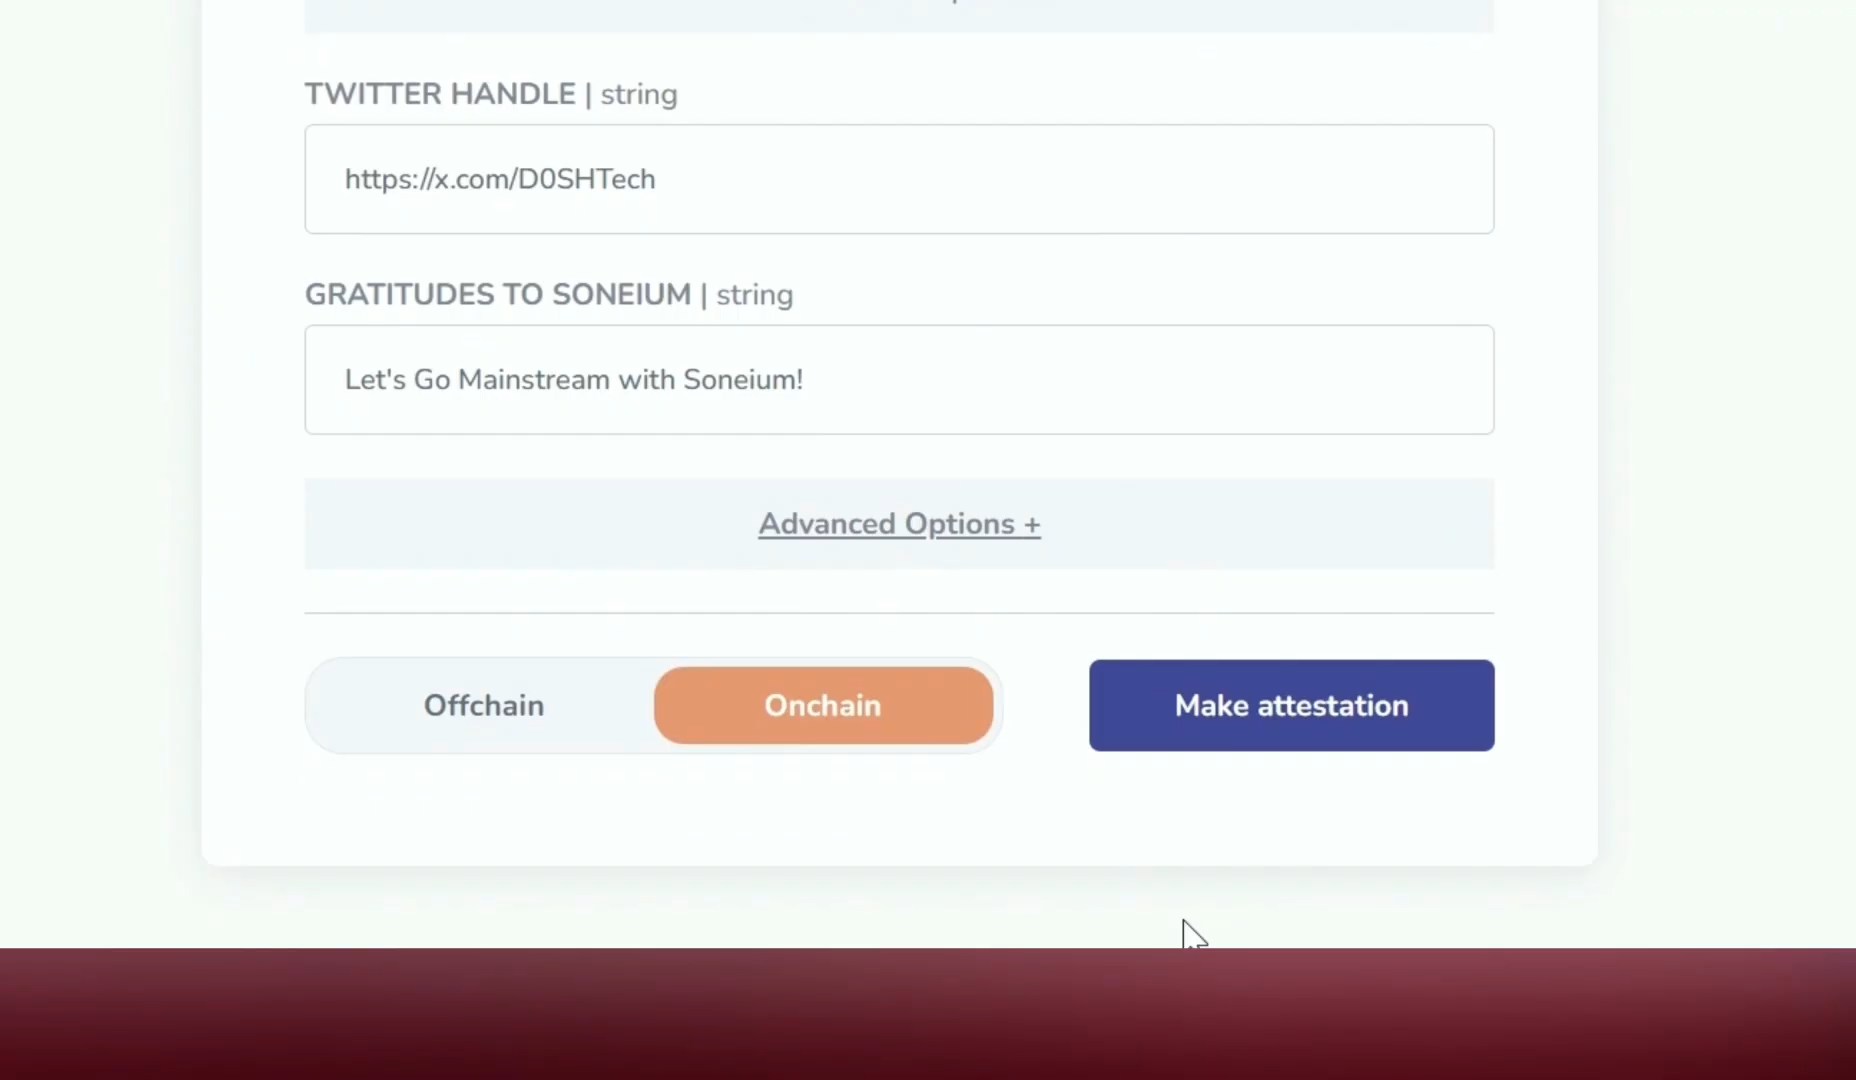 TWITTER HANDLE | string
https://x.com/D0SHTech
GRATITUDES TO SONEIUM | string
Let's Go Mainstream with Soneium!
Advanced Options +
Offchain
Onchain
Make attestation